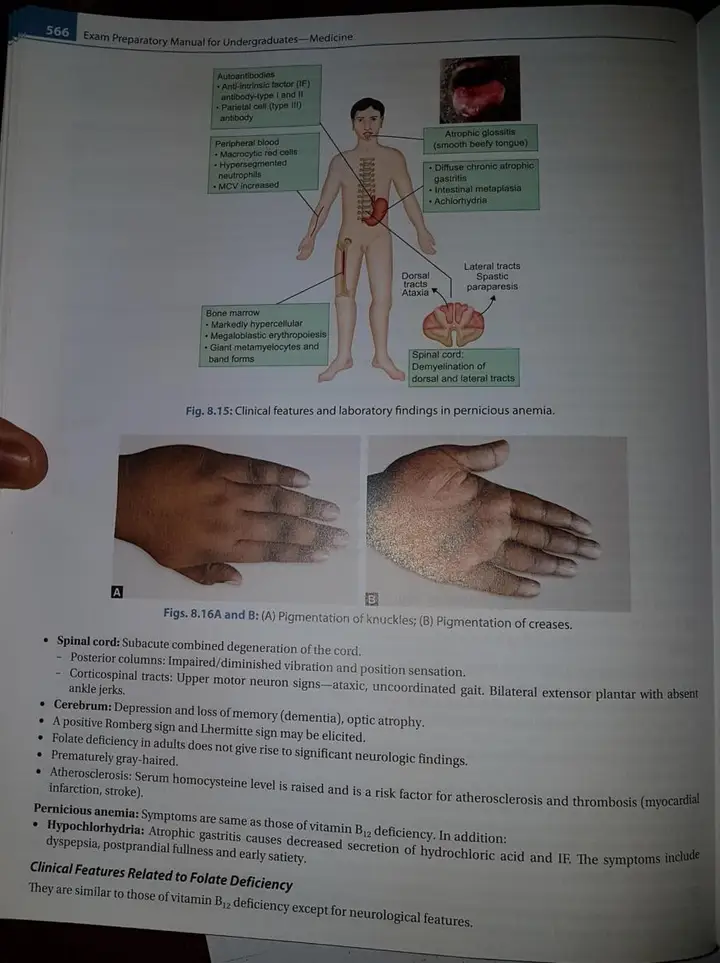 566 Exam Preparatory Manual for Undergraduates—Medicine
Autoantibodies
• Anti-intrinsic factor (IF)
antibody-type I and II
• Parietal cell (type III)
antibody
Peripheral blood
• Macrocytic red cells
• Hypersegmented
neutrophils
• MCV increased
Atrophic glossitis
(smooth beefy tongue)
• Diffuse chronic atrophic
gastritis
• Intestinal metaplasia
• Achlorhydria
Dorsal
tracts
Ataxia
Lateral tracts
Spastic
paraparesis
Bone marrow
• Markedly hypercellular
• Megaloblastic erythropoiesis
• Giant metamyelocytes and
band forms
Spinal cord:
Demyelination of
dorsal and lateral tracts
Fig. 8.15: Clinical features and laboratory findings in pernicious anemia.
A
B
Figs. 8.16A and B: (A) Pigmentation of knuckles; (B) Pigmentation of creases.
• Spinal cord: Subacute combined degeneration of the cord.
– Posterior columns: Impaired/diminished vibration and position sensation.
– Corticospinal tracts: Upper motor neuron signs—ataxic, uncoordinated gait. Bilateral extensor plantar with absent
ankle jerks.
• Cerebrum: Depression and loss of memory (dementia), optic atrophy.
• A positive Romberg sign and Lhermitte sign may be elicited.
• Folate deficiency in adults does not give rise to significant neurologic findings.
• Prematurely gray-haired.
• Atherosclerosis: Serum homocysteine level is raised and is a risk factor for atherosclerosis and thrombosis (myocardial
infarction, stroke).
Pernicious anemia: Symptoms are same as those of vitamin B12 deficiency. In addition:
• Hypochlorhydria: Atrophic gastritis causes decreased secretion of hydrochloric acid and IF. The symptoms include
dyspepsia, postprandial fullness and early satiety.
Clinical Features Related to Folate Deficiency
They are similar to those of vitamin B12 deficiency except for neurological features.